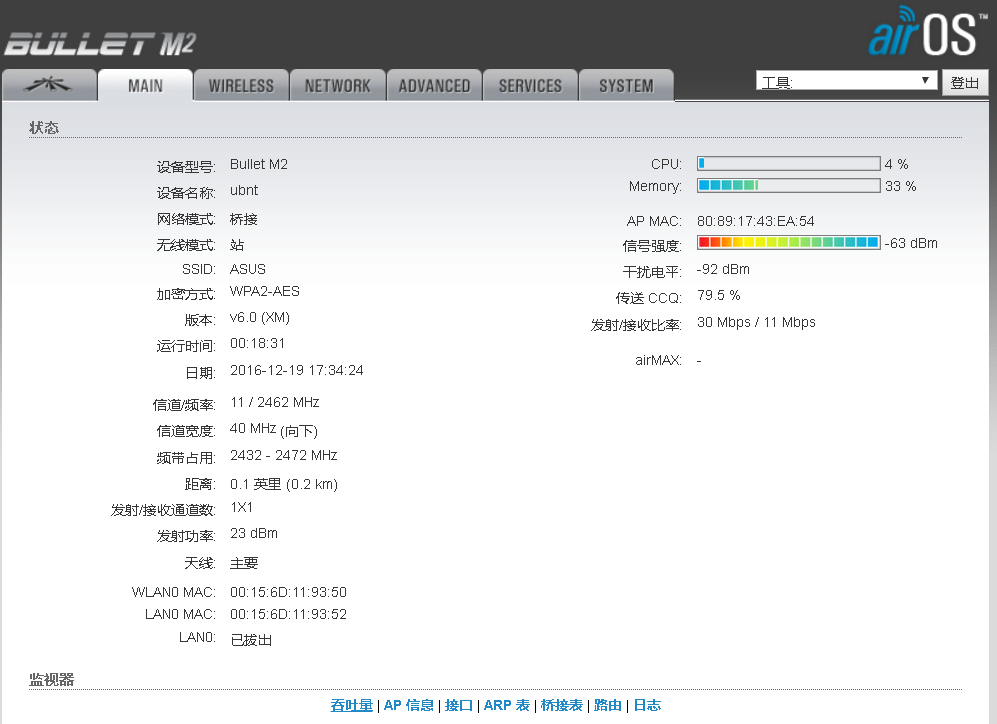 BULLET M2
airOS™
MAIN WIRELESS NETWORK ADVANCED SERVICES SYSTEM 工具: 登出
状态
设备型号: Bullet M2
设备名称: ubnt
网络模式: 桥接
无线模式: 站
SSID: ASUS
加密方式: WPA2-AES
版本: v6.0 (XM)
运行时间: 00:18:31
日期: 2016-12-19 17:34:24
信道/频率: 11 / 2462 MHz
信道宽度: 40 MHz (向下)
频带占用: 2432 - 2472 MHz
距离: 0.1 英里 (0.2 km)
发射/接收通道数: 1X1
发射功率: 23 dBm
天线: 主要
WLAN0 MAC: 00:15:6D:11:93:50
LAN0 MAC: 00:15:6D:11:93:52
LAN0: 已拔出
CPU: 4 %
Memory: 33 %
AP MAC: 80:89:17:43:EA:54
信号强度: -63 dBm
干扰电平: -92 dBm
传送 CCQ: 79.5 %
发射/接收比率: 30 Mbps / 11 Mbps
airMAX: -
监视器
吞吐量 | AP 信息 | 接口 | ARP 表 | 桥接表 | 路由 | 日志